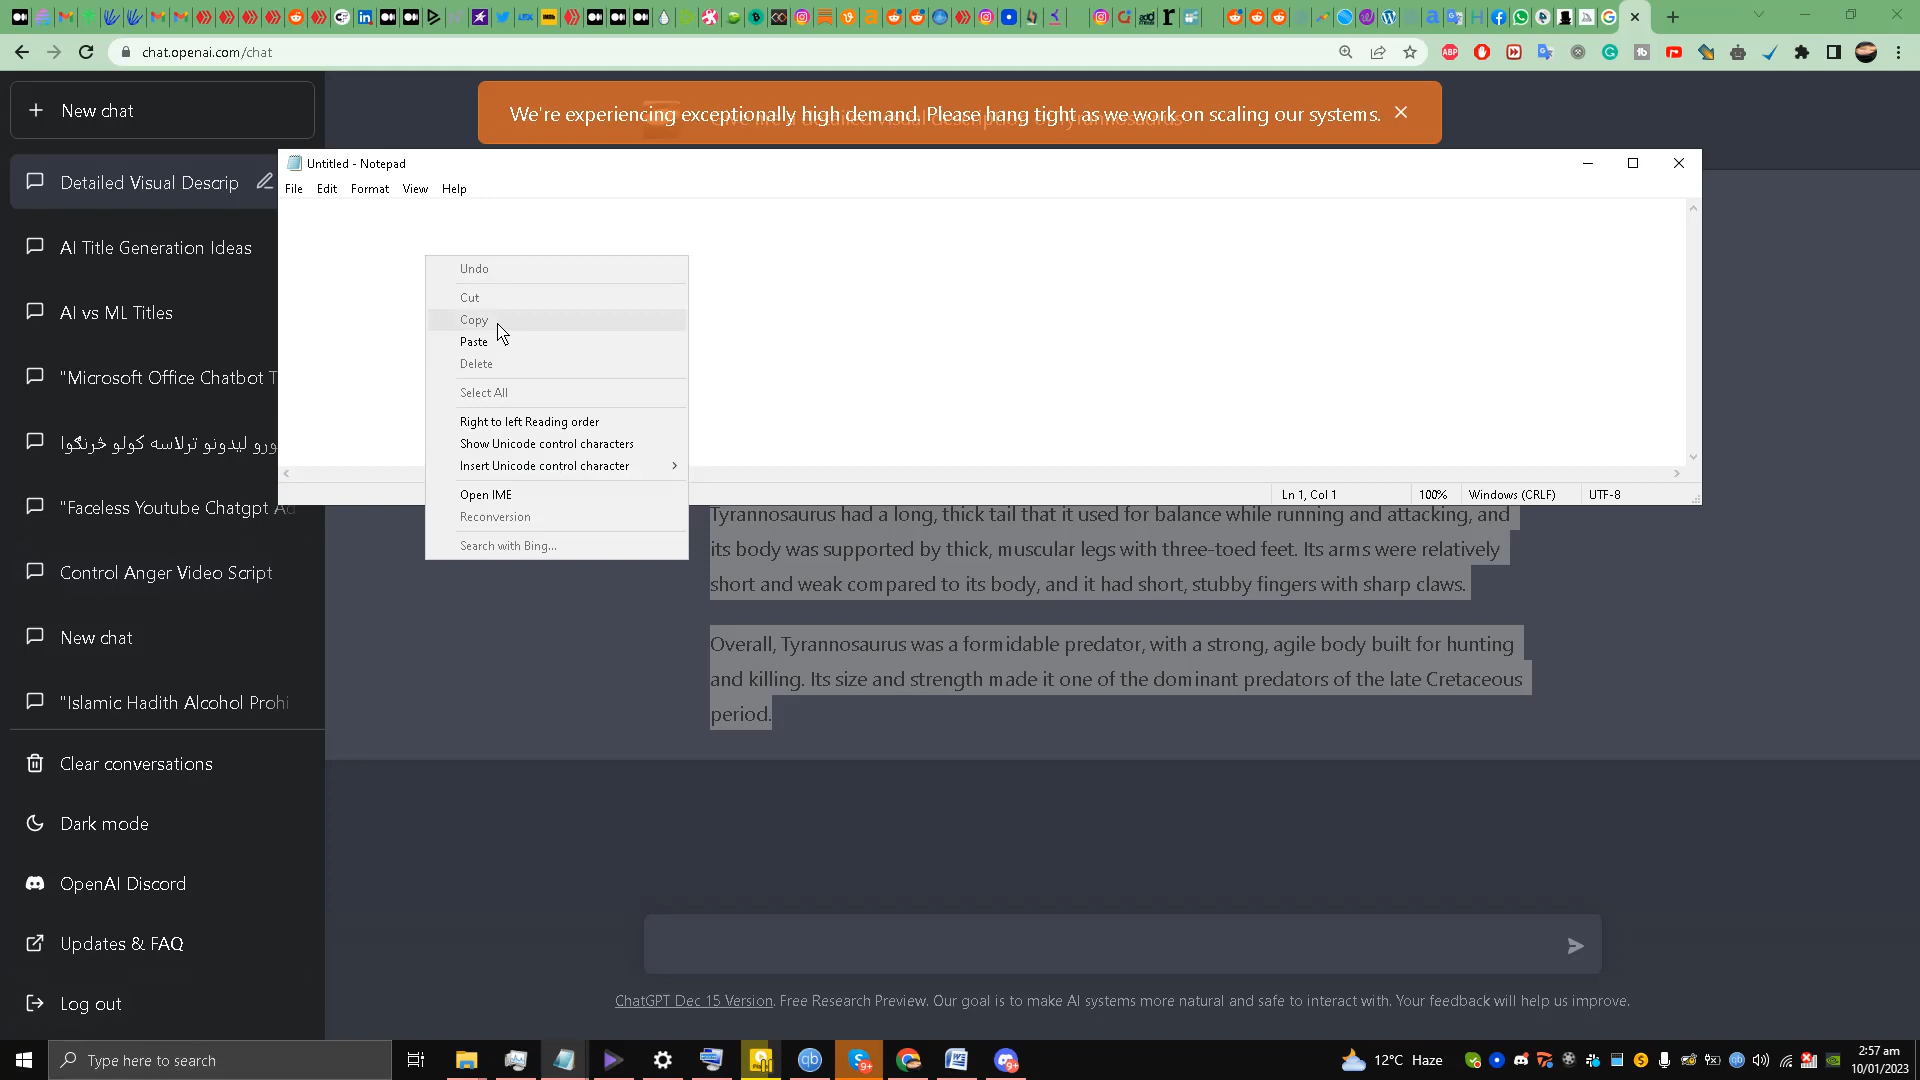 chat.openai.com/chat
New chat
We're experiencing exceptionally high demand. Please hang tight as we work on scaling our systems.
Detailed Visual Descrip
AI Title Generation Ideas
AI vs ML Titles
"Microsoft Office Chatbot T
ورو لیدونو ترلاسه کولو څرنګوا
"Faceless Youtube Chatgpt Ad
Control Anger Video Script
New chat
"Islamic Hadith Alcohol Prohi
Clear conversations
Dark mode
OpenAI Discord
Updates & FAQ
Log out
Untitled - Notepad
File Edit Format View Help
Undo
Cut
Copy
Paste
Delete
Select All
Right to left Reading order
Show Unicode control characters
Insert Unicode control character
Open IME
Reconversion
Search with Bing...
Ln 1, Col 1 100% Windows (CRLF) UTF-8
Tyrannosaurus had a long, thick tail that it used for balance while running and attacking, and
its body was supported by thick, muscular legs with three-toed feet. Its arms were relatively
short and weak compared to its body, and it had short, stubby fingers with sharp claws.
Overall, Tyrannosaurus was a formidable predator, with a strong, agile body built for hunting
and killing. Its size and strength made it one of the dominant predators of the late Cretaceous
period.
ChatGPT Dec 15 Version. Free Research Preview. Our goal is to make AI systems more natural and safe to interact with. Your feedback will help us improve.
Type here to search
12°C Haze
2:57 am
10/01/2023